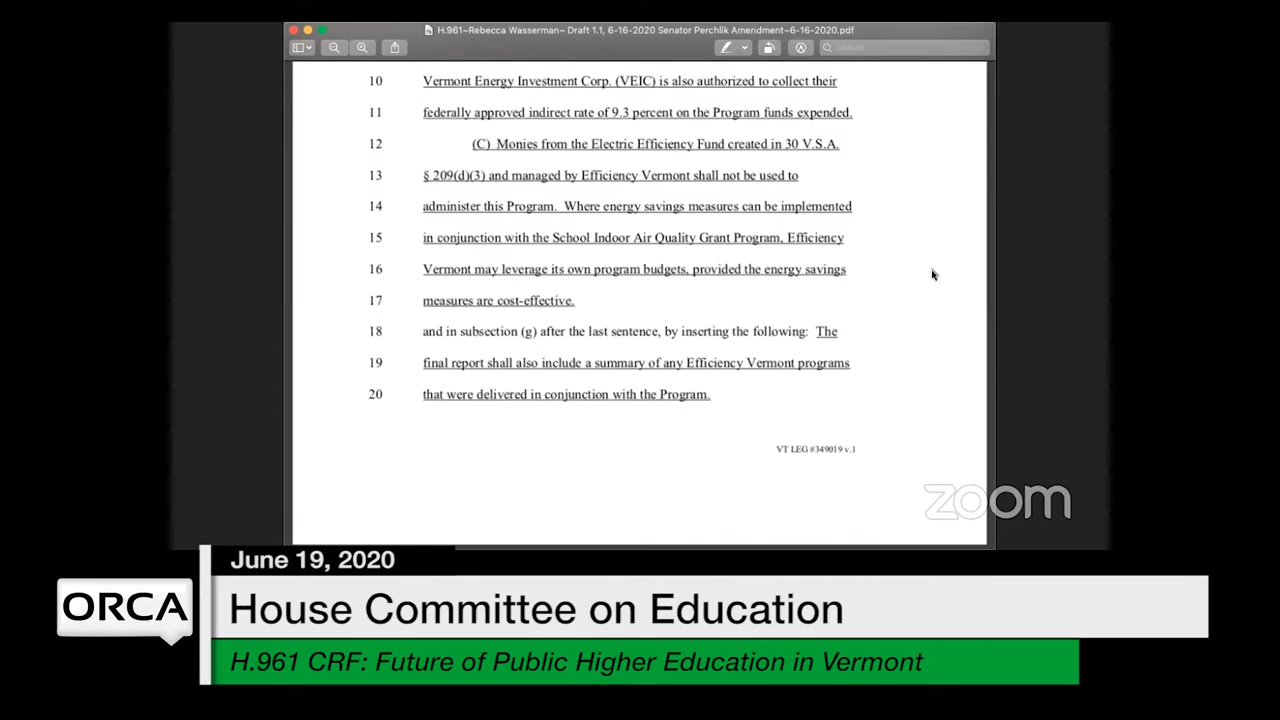 H.961~Rebecca Wasserman~ Draft 1.1, 6-16-2020 Senator Perchlik Amendment~6-16-2020.pdf
Search
10 Vermont Energy Investment Corp. (VEIC) is also authorized to collect their
11 federally approved indirect rate of 9.3 percent on the Program funds expended.
12 (C) Monies from the Electric Efficiency Fund created in 30 V.S.A.
13 § 209(d)(3) and managed by Efficiency Vermont shall not be used to
14 administer this Program. Where energy savings measures can be implemented
15 in conjunction with the School Indoor Air Quality Grant Program, Efficiency
16 Vermont may leverage its own program budgets, provided the energy savings
17 measures are cost-effective.
18 and in subsection (g) after the last sentence, by inserting the following: The
19 final report shall also include a summary of any Efficiency Vermont programs
20 that were delivered in conjunction with the Program.
VT LEG #349019 v.1
zoom
June 19, 2020
ORCA
House Committee on Education
H.961 CRF: Future of Public Higher Education in Vermont